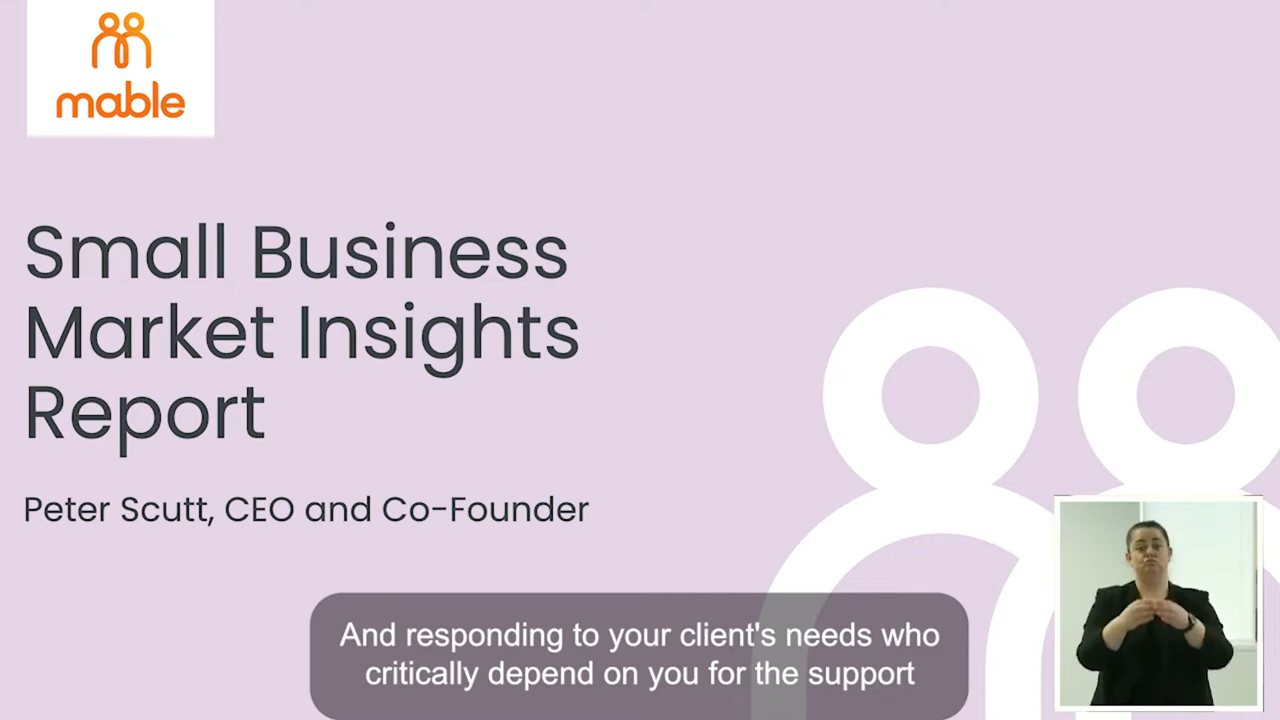 mable
Small Business
Market Insights
Report
Peter Scutt, CEO and Co-Founder
And responding to your client's needs who
critically depend on you for the support